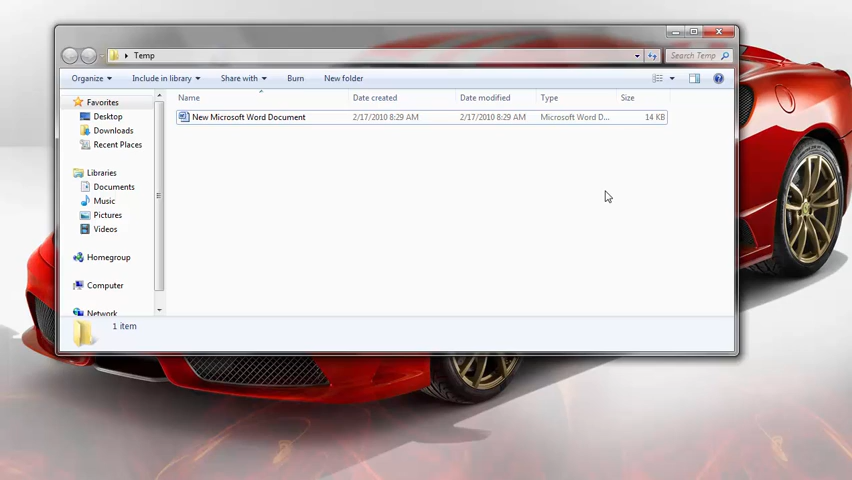 Temp
Search Temp
Organize Include in library Share with Burn New folder
Name Date created Date modified Type Size
New Microsoft Word Document 2/17/2010 8:29 AM 2/17/2010 8:29 AM Microsoft Word D... 14 KB
Favorites
Desktop
Downloads
Recent Places
Libraries
Documents
Music
Pictures
Videos
Homegroup
Computer
Network
1 item